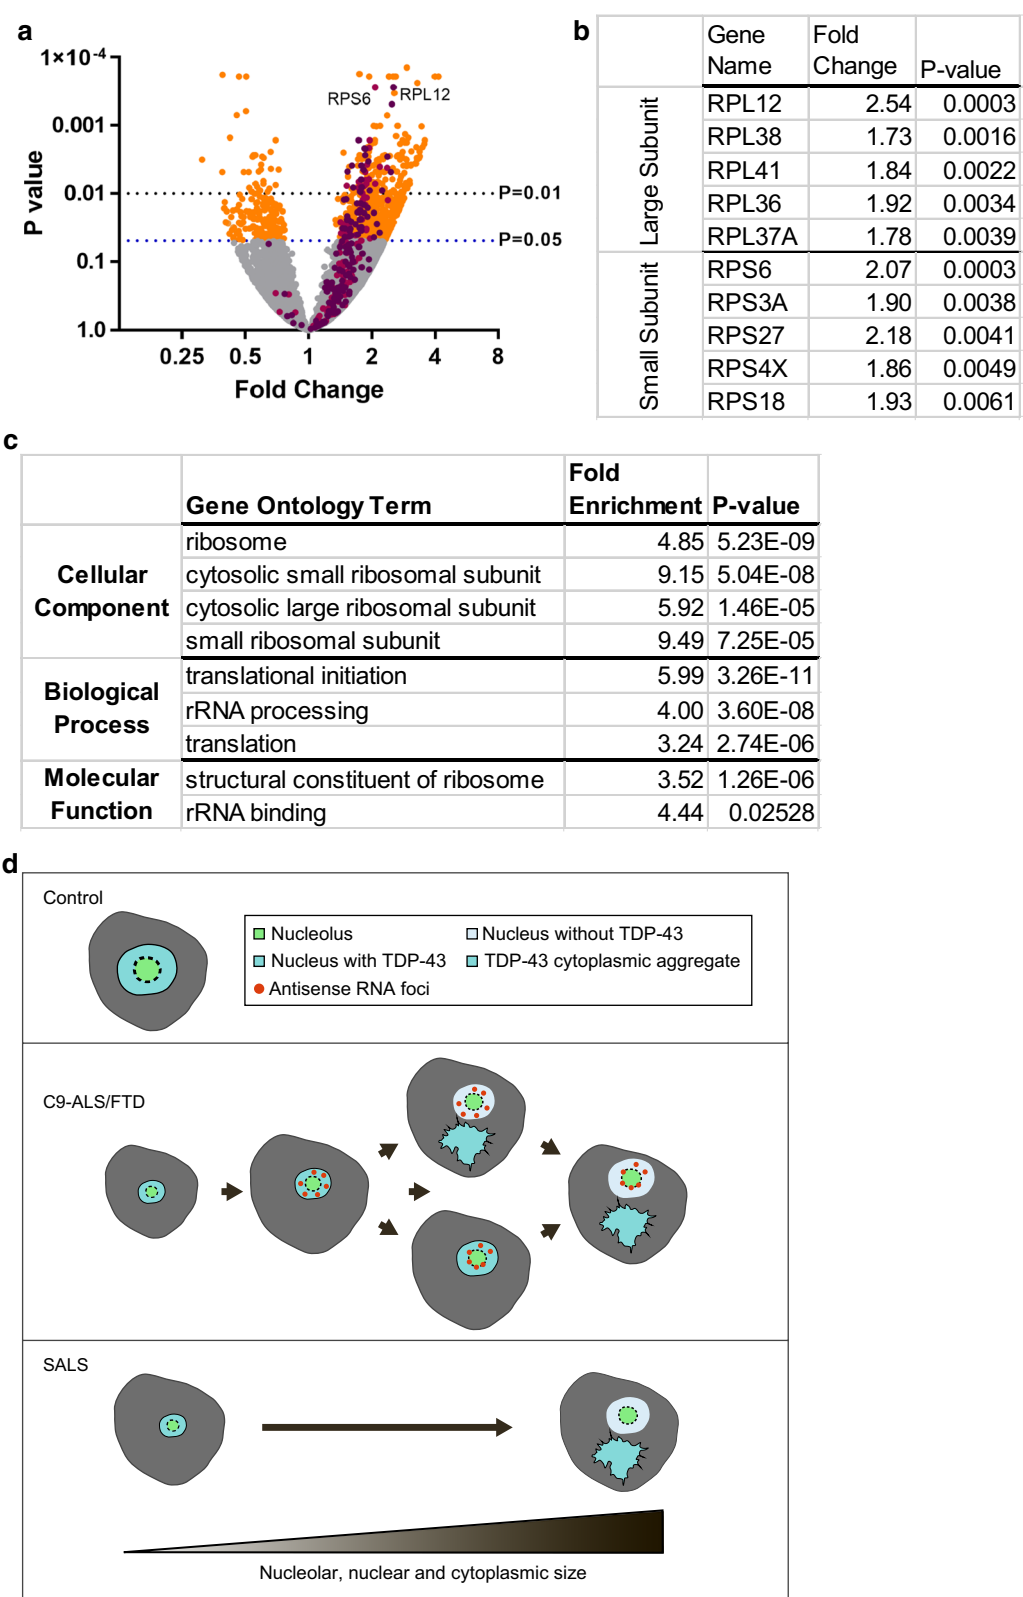 a
1×10-4
0.001
0.01
0.1
1.0
P value
RPS6
RPL12
P=0.01
P=0.05
0.25 0.5 1 2 4 8
Fold Change
b
Gene Name Fold Change P-value
Large Subunit
RPL12 2.54 0.0003
RPL38 1.73 0.0016
RPL41 1.84 0.0022
RPL36 1.92 0.0034
RPL37A 1.78 0.0039
Small Subunit
RPS6 2.07 0.0003
RPS3A 1.90 0.0038
RPS27 2.18 0.0041
RPS4X 1.86 0.0049
RPS18 1.93 0.0061
c
Gene Ontology Term Fold Enrichment P-value
Cellular Component
ribosome 4.85 5.23E-09
cytosolic small ribosomal subunit 9.15 5.04E-08
cytosolic large ribosomal subunit 5.92 1.46E-05
small ribosomal subunit 9.49 7.25E-05
Biological Process
translational initiation 5.99 3.26E-11
rRNA processing 4.00 3.60E-08
translation 3.24 2.74E-06
Molecular Function
structural constituent of ribosome 3.52 1.26E-06
rRNA binding 4.44 0.02528
d
Control
Nucleolus Nucleus without TDP-43
Nucleus with TDP-43 TDP-43 cytoplasmic aggregate
Antisense RNA foci
C9-ALS/FTD
SALS
Nucleolar, nuclear and cytoplasmic size